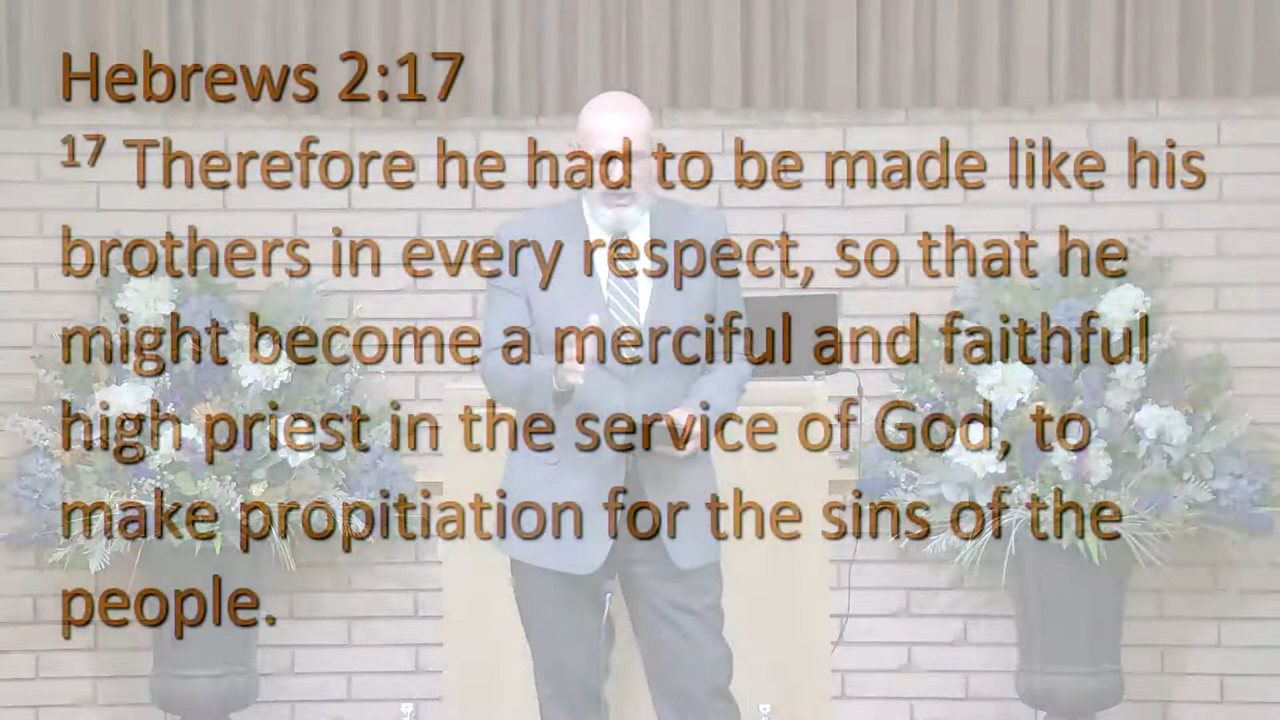 Hebrews 2:17
17 Therefore he had to be made like his
brothers in every respect, so that he
might become a merciful and faithful
high priest in the service of God, to
make propitiation for the sins of the
people.